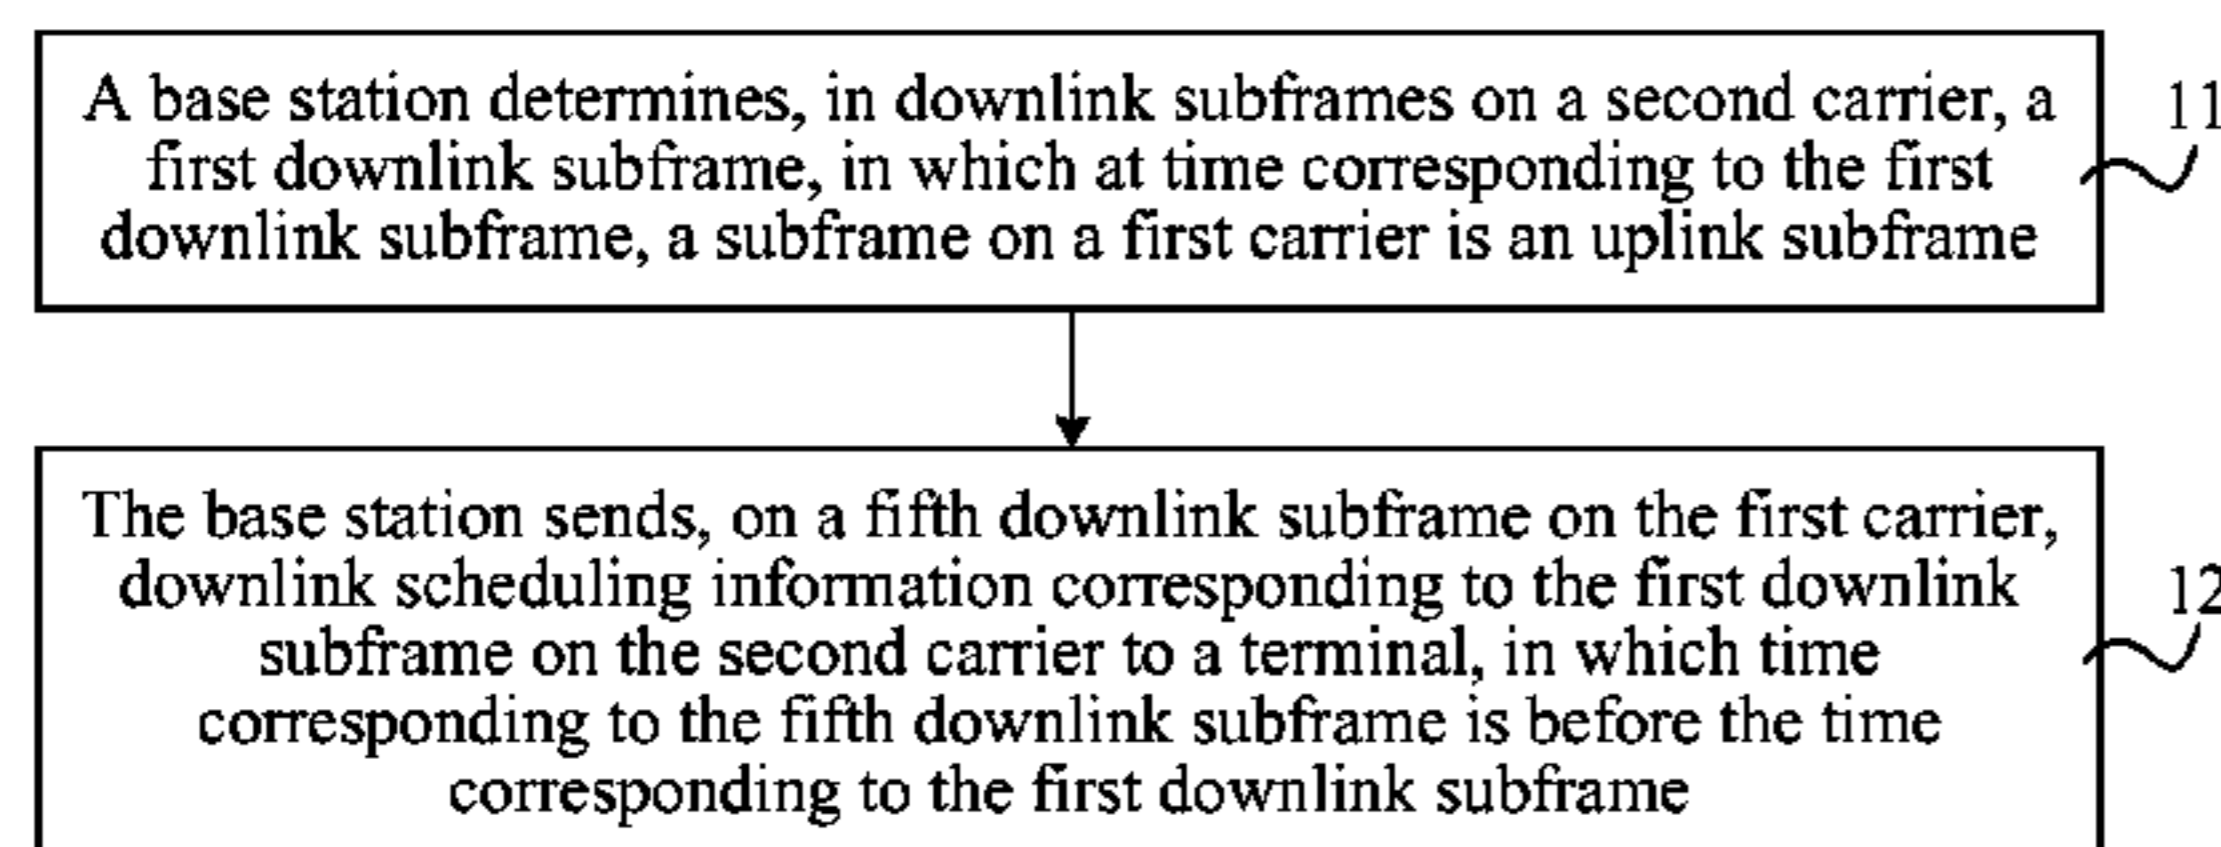 A base station determines, in downlink subframes on a second carrier, a
first downlink subframe, in which at time corresponding to the first
downlink subframe, a subframe on a first carrier is an uplink subframe
11
The base station sends, on a fifth downlink subframe on the first carrier,
downlink scheduling information corresponding to the first downlink
subframe on the second carrier to a terminal, in which time
corresponding to the fifth downlink subframe is before the time
corresponding to the first downlink subframe
12